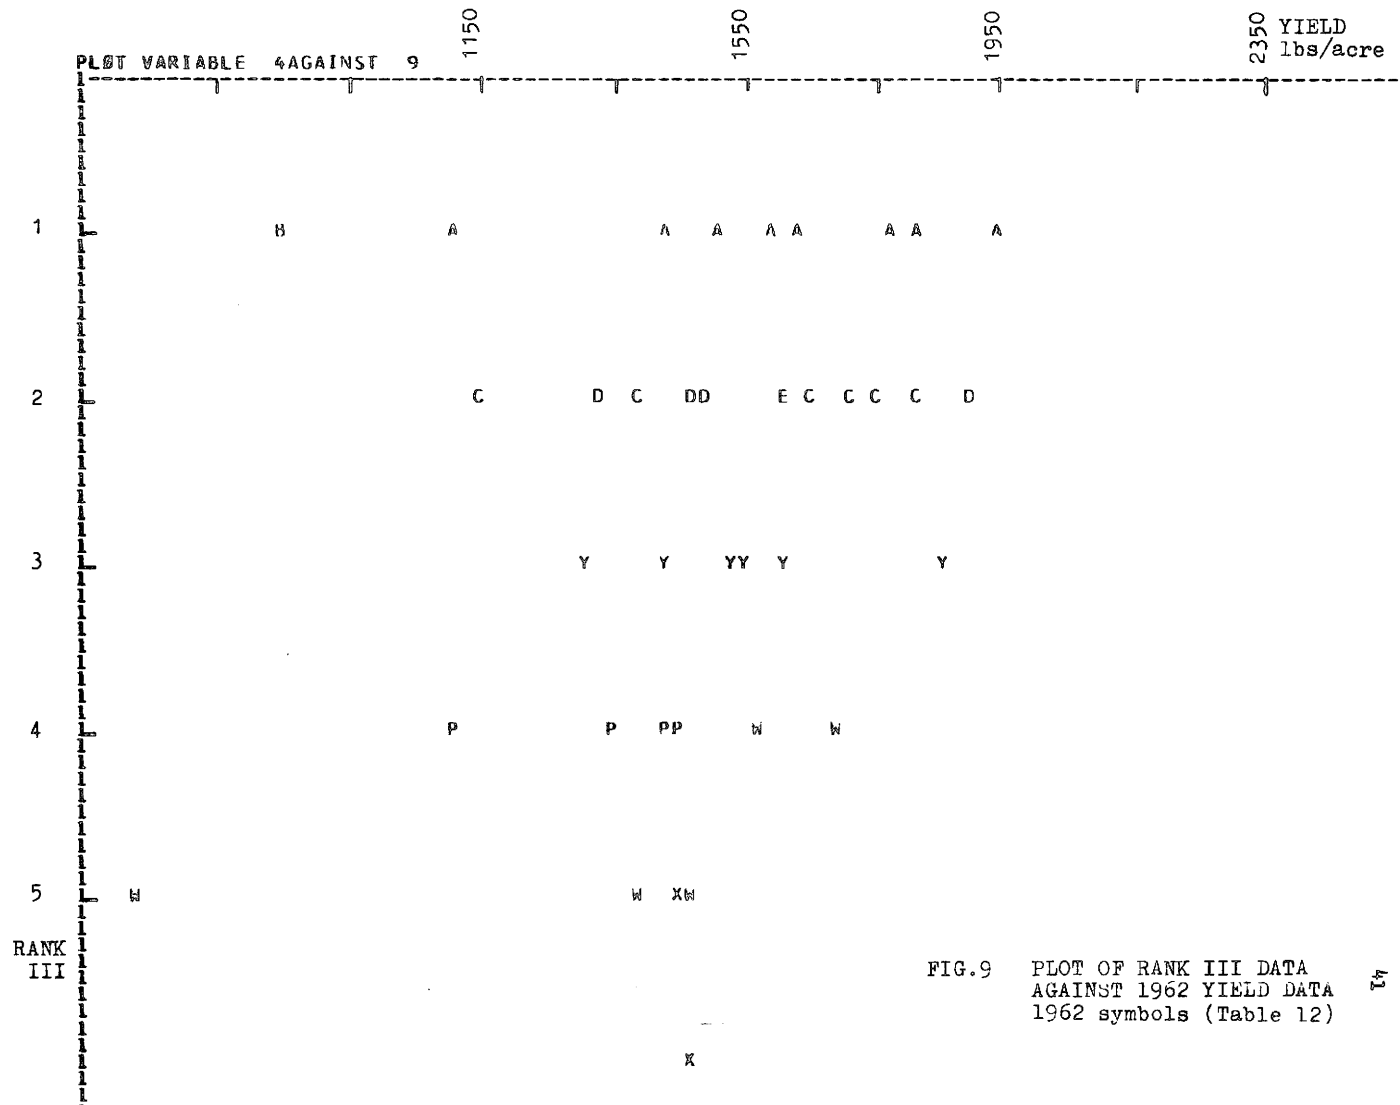 1150 1550 1950 2350 YIELD
lbs/acre
PLØT VARIABLE 4AGAINST 9
1 B A A A A A A A A
2 C D C DD E C C C C D
3 Y Y YY Y Y
4 P P PP W W
5 W W XW
RANK
III
X
FIG.9 PLOT OF RANK III DATA
AGAINST 1962 YIELD DATA
1962 symbols (Table 12)
41